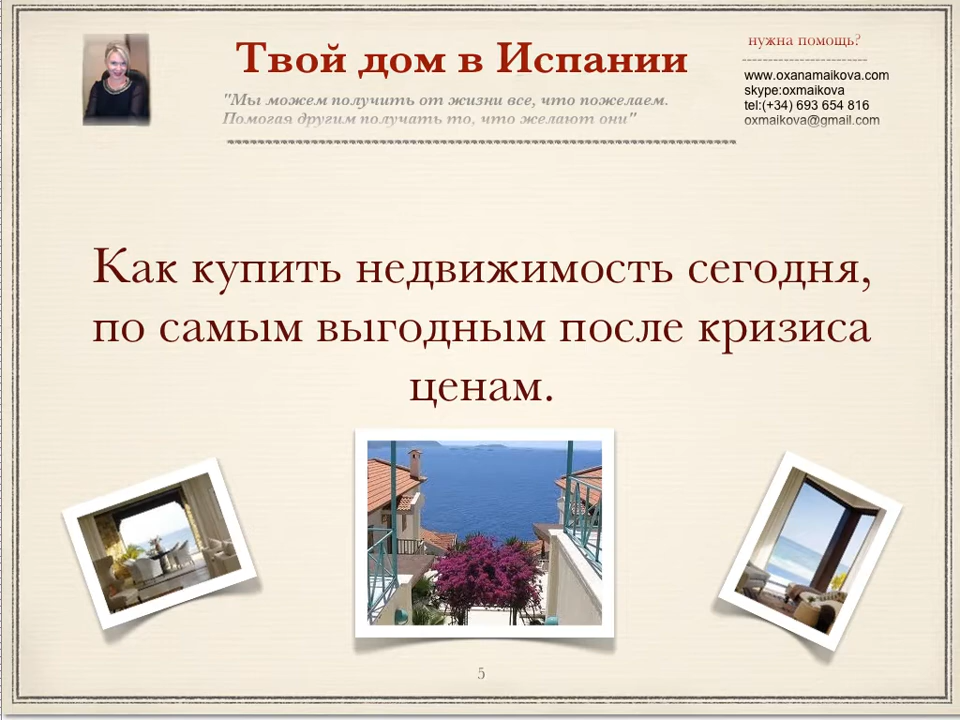 Твой дом в Испании
"Мы можем получить от жизни все, что пожелаем.
Помогая другим получать то, что желают они"
нужна помощь?
www.oxanamaikova.com
skype:oxmaikova
tel:(+34) 693 654 816
oxmaikova@gmail.com
Как купить недвижимость сегодня,
по самым выгодным после кризиса
ценам.
5